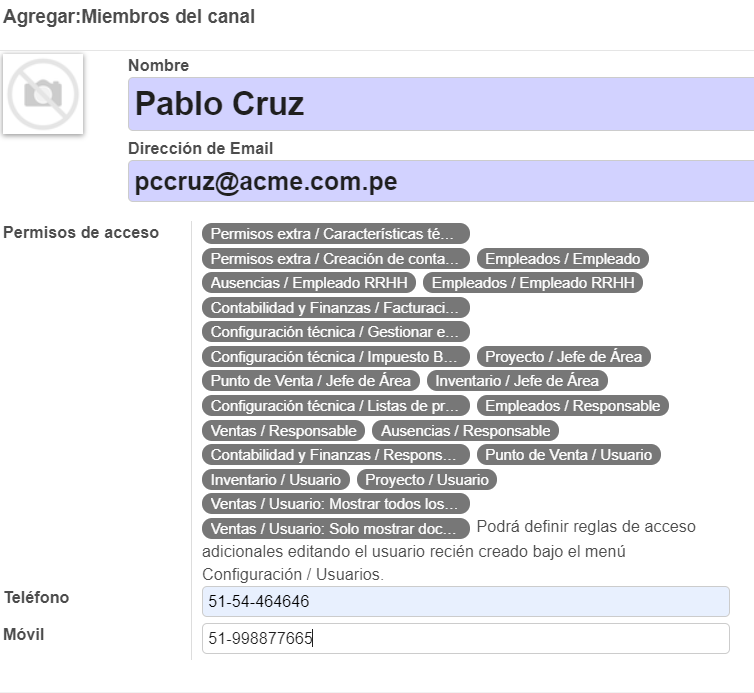 Agregar:Miembros del canal
Nombre
Pablo Cruz
Dirección de Email
pccruz@acme.com.pe
Permisos de acceso
Permisos extra / Características té...
Permisos extra / Creación de conta... Empleados / Empleado
Ausencias / Empleado RRHH Empleados / Empleado RRHH
Contabilidad y Finanzas / Facturaci...
Configuración técnica / Gestionar e...
Configuración técnica / Impuesto B... Proyecto / Jefe de Área
Punto de Venta / Jefe de Área Inventario / Jefe de Área
Configuración técnica / Listas de pr... Empleados / Responsable
Ventas / Responsable Ausencias / Responsable
Contabilidad y Finanzas / Respons... Punto de Venta / Usuario
Inventario / Usuario Proyecto / Usuario
Ventas / Usuario: Mostrar todos los...
Ventas / Usuario: Solo mostrar doc... Podrá definir reglas de acceso
adicionales editando el usuario recién creado bajo el menú
Configuración / Usuarios.
Teléfono 51-54-464646
Móvil 51-998877665